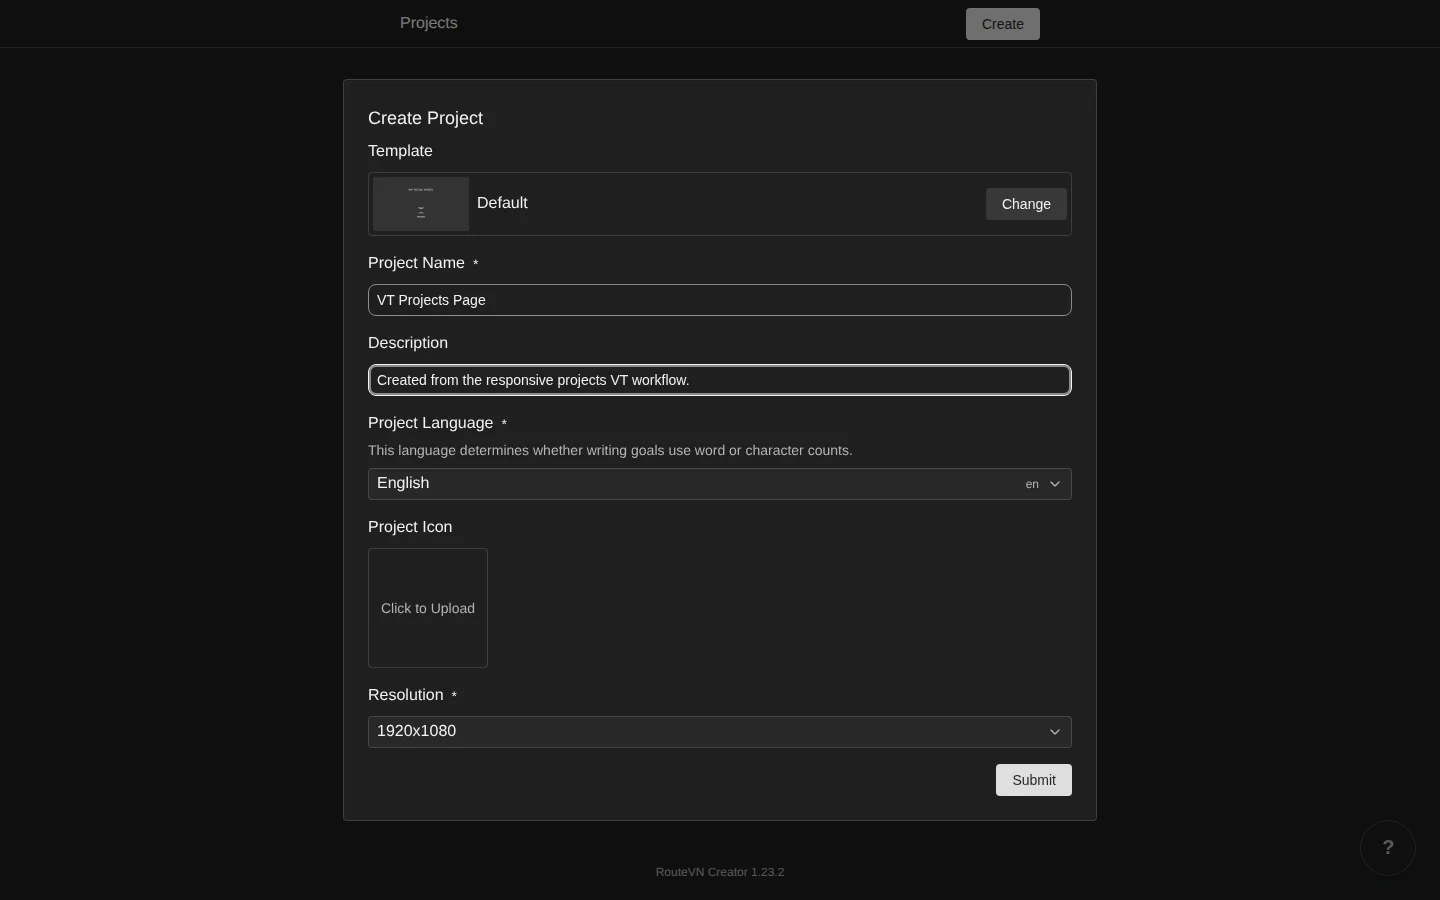 Projects
Create
Create Project
Template
Default
Change
Project Name *
VT Projects Page
Description
Created from the responsive projects VT workflow.
Project Language *
This language determines whether writing goals use word or character counts.
English
en
Project Icon
Click to Upload
Resolution *
1920x1080
Submit
?
RouteVN Creator 1.23.2